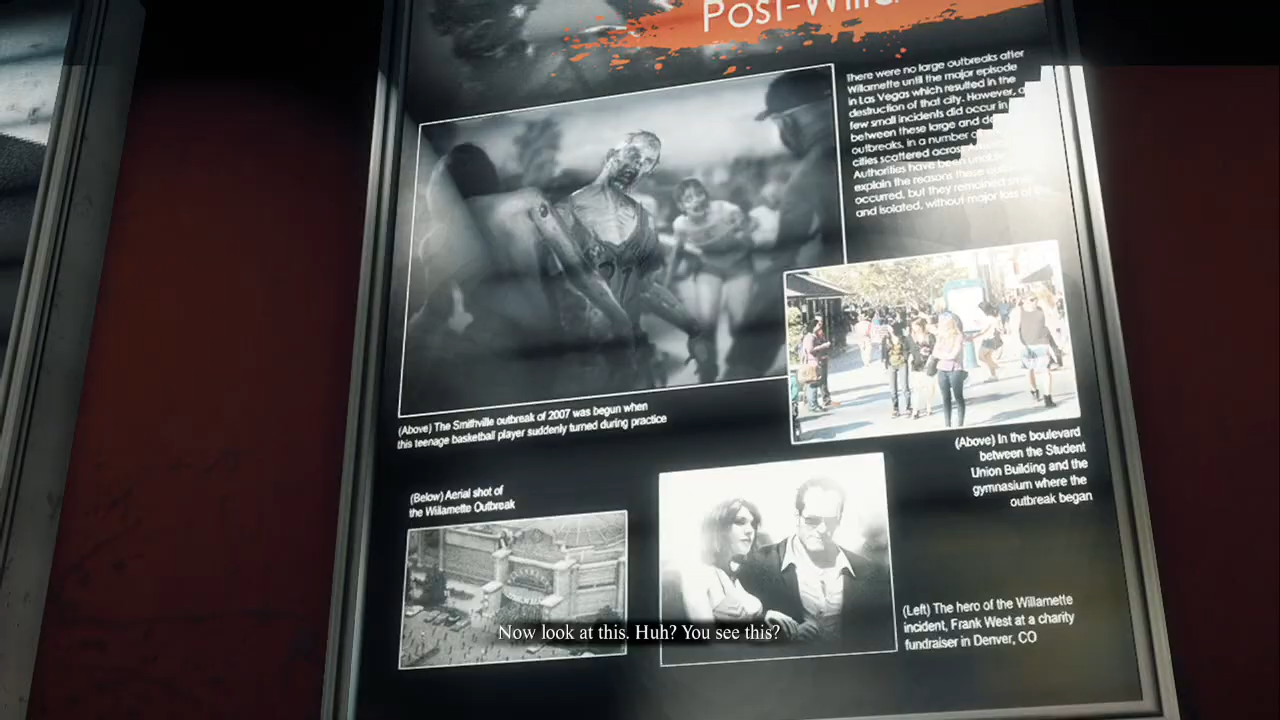 There were no large outbreaks after
Willamette until the major episode
in Las Vegas which resulted in the
destruction of that city. However, a
few small incidents did occur in
between these large and
outbreaks, in a number
cities scattered across
Authorities have been
explain the reasons these
occurred, but they remained
and isolated, without major loss of
(Above) The Smithville outbreak of 2007 was begun when
this teenage basketball player suddenly turned during practice
(Above) In the boulevard
between the Student
Union Building and the
gymnasium where the
outbreak began
(Below) Aerial shot of
the Willamette Outbreak
(Left) The hero of the Willamette
incident, Frank West at a charity
fundraiser in Denver, CO
Now look at this. Huh? You see this?